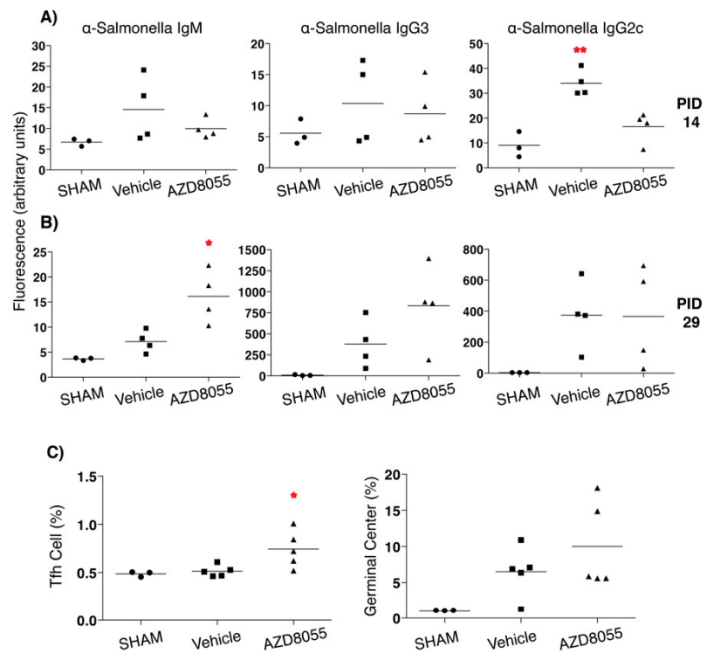 A)
α-Salmonella IgM
α-Salmonella IgG3
α-Salmonella IgG2c
Fluorescence (arbitrary units)
35
30
25
20
15
10
5
0
SHAM
Vehicle
AZD8055
20
15
10
5
0
SHAM
Vehicle
AZD8055
50
40
30
20
10
0
**
SHAM
Vehicle
AZD8055
PID
14
B)
25
20
15
10
5
0
*
SHAM
Vehicle
AZD8055
1500
1250
1000
750
500
250
0
SHAM
Vehicle
AZD8055
800
600
400
200
0
SHAM
Vehicle
AZD8055
PID
29
C)
Tfh Cell (%)
1.5
1.0
0.5
0.0
*
SHAM
Vehicle
AZD8055
Germinal Center (%)
20
15
10
5
0
SHAM
Vehicle
AZD8055